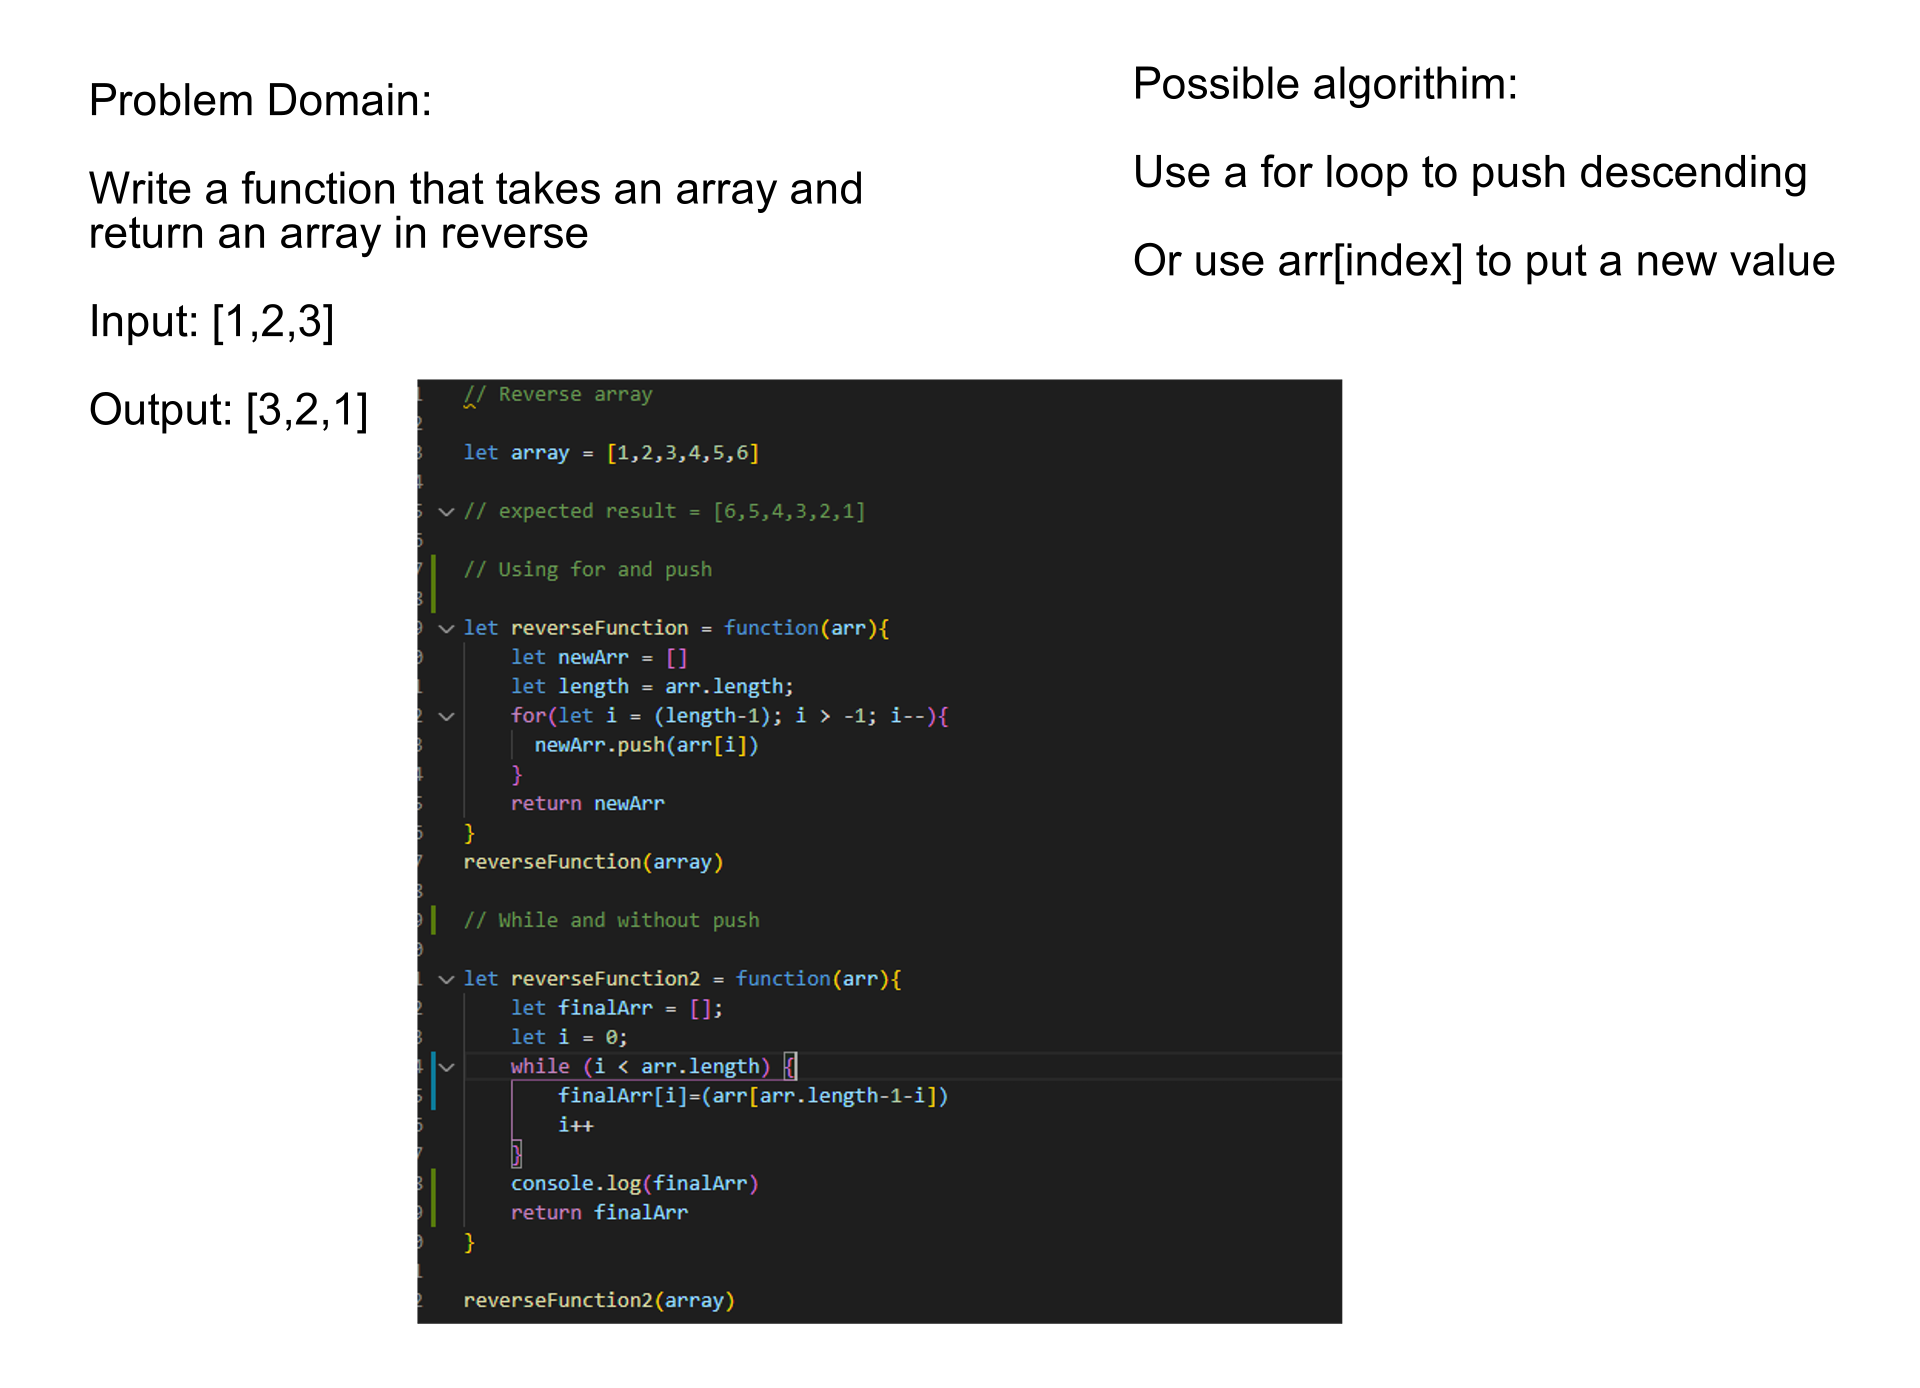 Problem Domain:
Write a function that takes an array and
return an array in reverse
Input: [1,2,3]
Output: [3,2,1]
Possible algorithim:
Use a for loop to push descending
Or use arr[index] to put a new value
// Reverse array
let array = [1,2,3,4,5,6]
// expected result = [6,5,4,3,2,1]
// Using for and push
let reverseFunction = function(arr){
let newArr = []
let length = arr.length;
for(let i = (length-1); i > -1; i--){
newArr.push(arr[i])
}
return newArr
}
reverseFunction(array)
// While and without push
let reverseFunction2 = function(arr){
let finalArr = [];
let i = 0;
while (i < arr.length) {
finalArr[i]=(arr[arr.length-1-i])
i++
}
console.log(finalArr)
return finalArr
}
reverseFunction2(array)